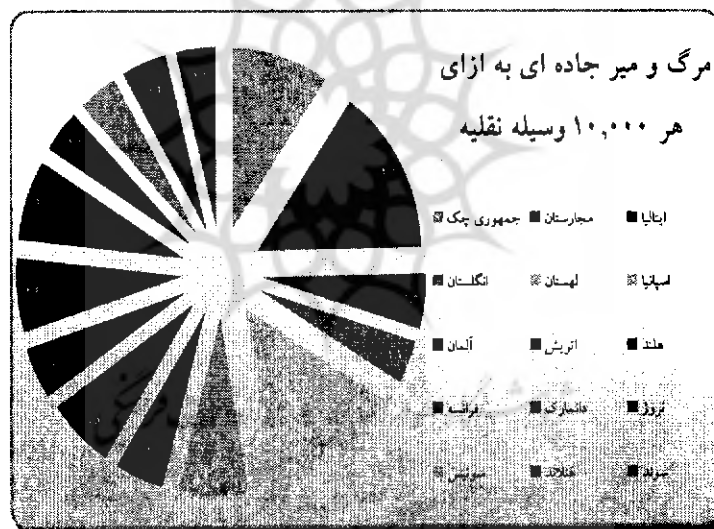 مرگ و میر جاده ای به ازای
هر ۱۰,۰۰۰ وسیله نقلیه
ایتالیا مجارستان جمهوری چک
اسپانیا لهستان انگلستان
هلند اتریش آلمان
نروژ دانمارک فرانسه
سوئد فنلاند سوئیس